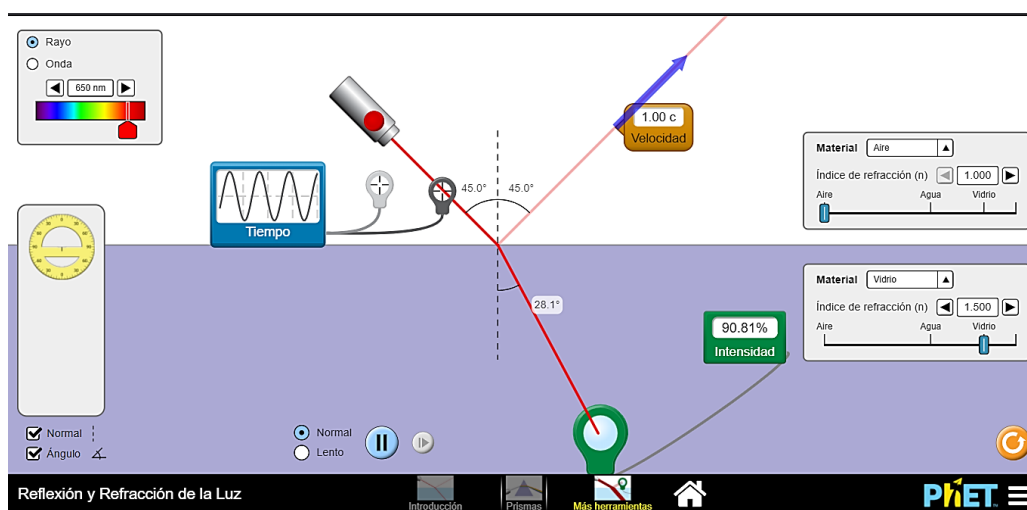 Rayo
Onda
650 nm
1.00 c
Velocidad
Material Aire
Índice de refracción (n) 1.000
Aire Agua Vidrio
45.0° 45.0°
Tiempo
Material Vidrio
Índice de refracción (n) 1.500
Aire Agua Vidrio
28.1°
90.81%
Intensidad
Normal
Ángulo
Normal
Lento
Reflexión y Refracción de la Luz
Introducción
Prismas
Más herramientas
PhET